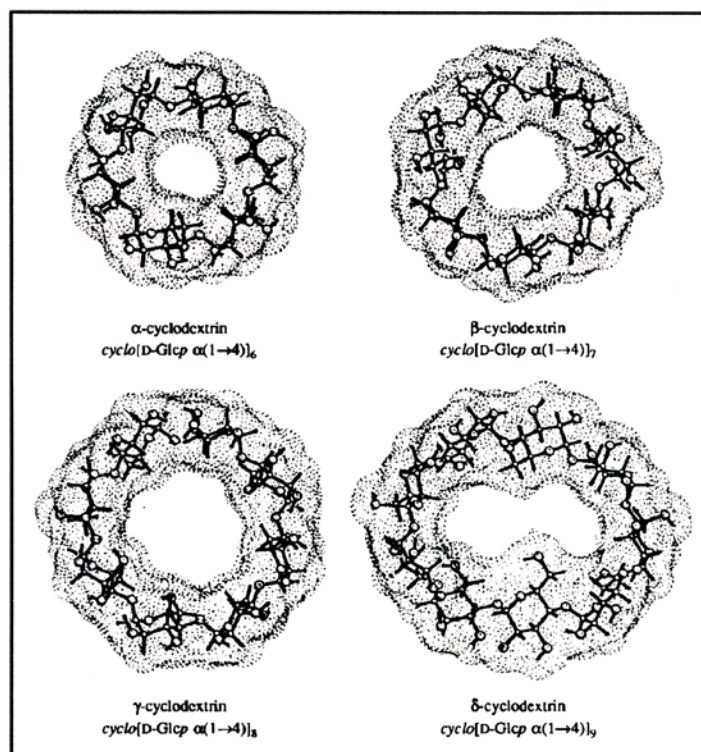 α-cyclodextrin
cyclo[D-Glcp α(1→4)]₆
β-cyclodextrin
cyclo[D-Glcp α(1→4)]₇
γ-cyclodextrin
cyclo[D-Glcp α(1→4)]₈
δ-cyclodextrin
cyclo[D-Glcp α(1→4)]₉